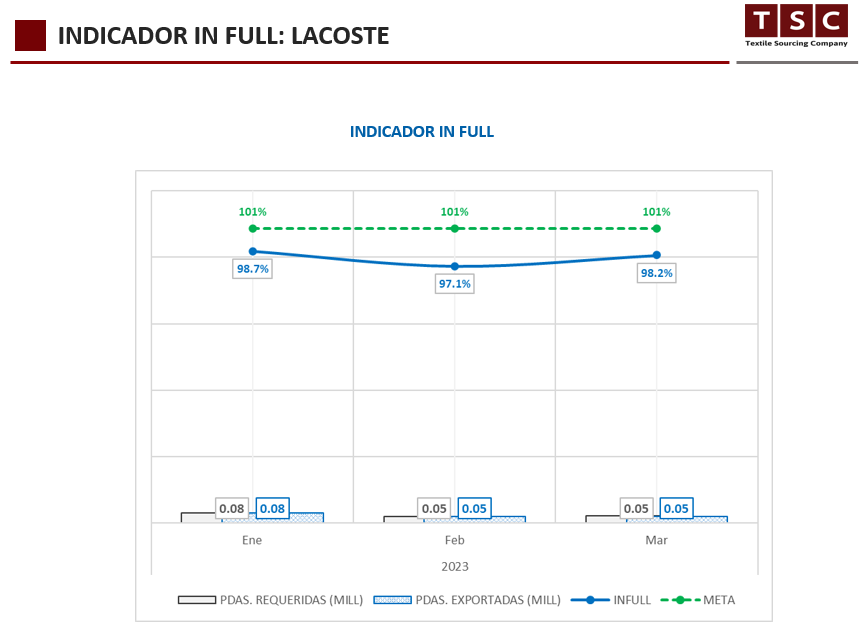 INDICADOR IN FULL: LACOSTE
TSC
Textile Sourcing Company
INDICADOR IN FULL
101% 101% 101%
98.7% 97.1% 98.2%
0.08 0.08 0.05 0.05 0.05 0.05
Ene Feb Mar
2023
PDAS. REQUERIDAS (MILL) PDAS. EXPORTADAS (MILL) INFULL META